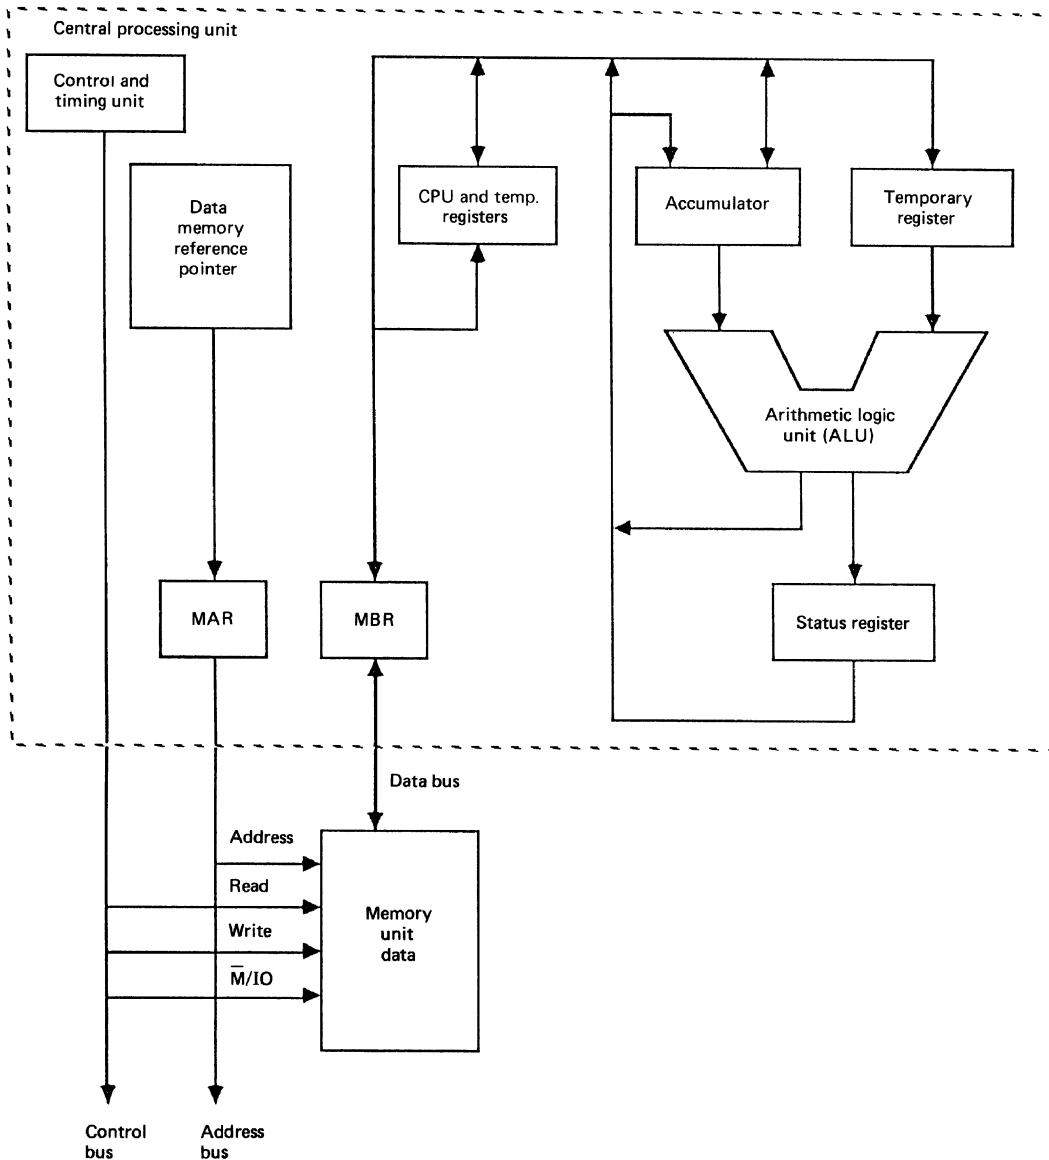 Central processing unit
Control and
timing unit
Data
memory
reference
pointer
CPU and temp.
registers
Accumulator
Temporary
register
Arithmetic logic
unit (ALU)
MAR
MBR
Status register
Data bus
Address
Read
Write
M̅/IO
Memory
unit
data
Control
bus
Address
bus